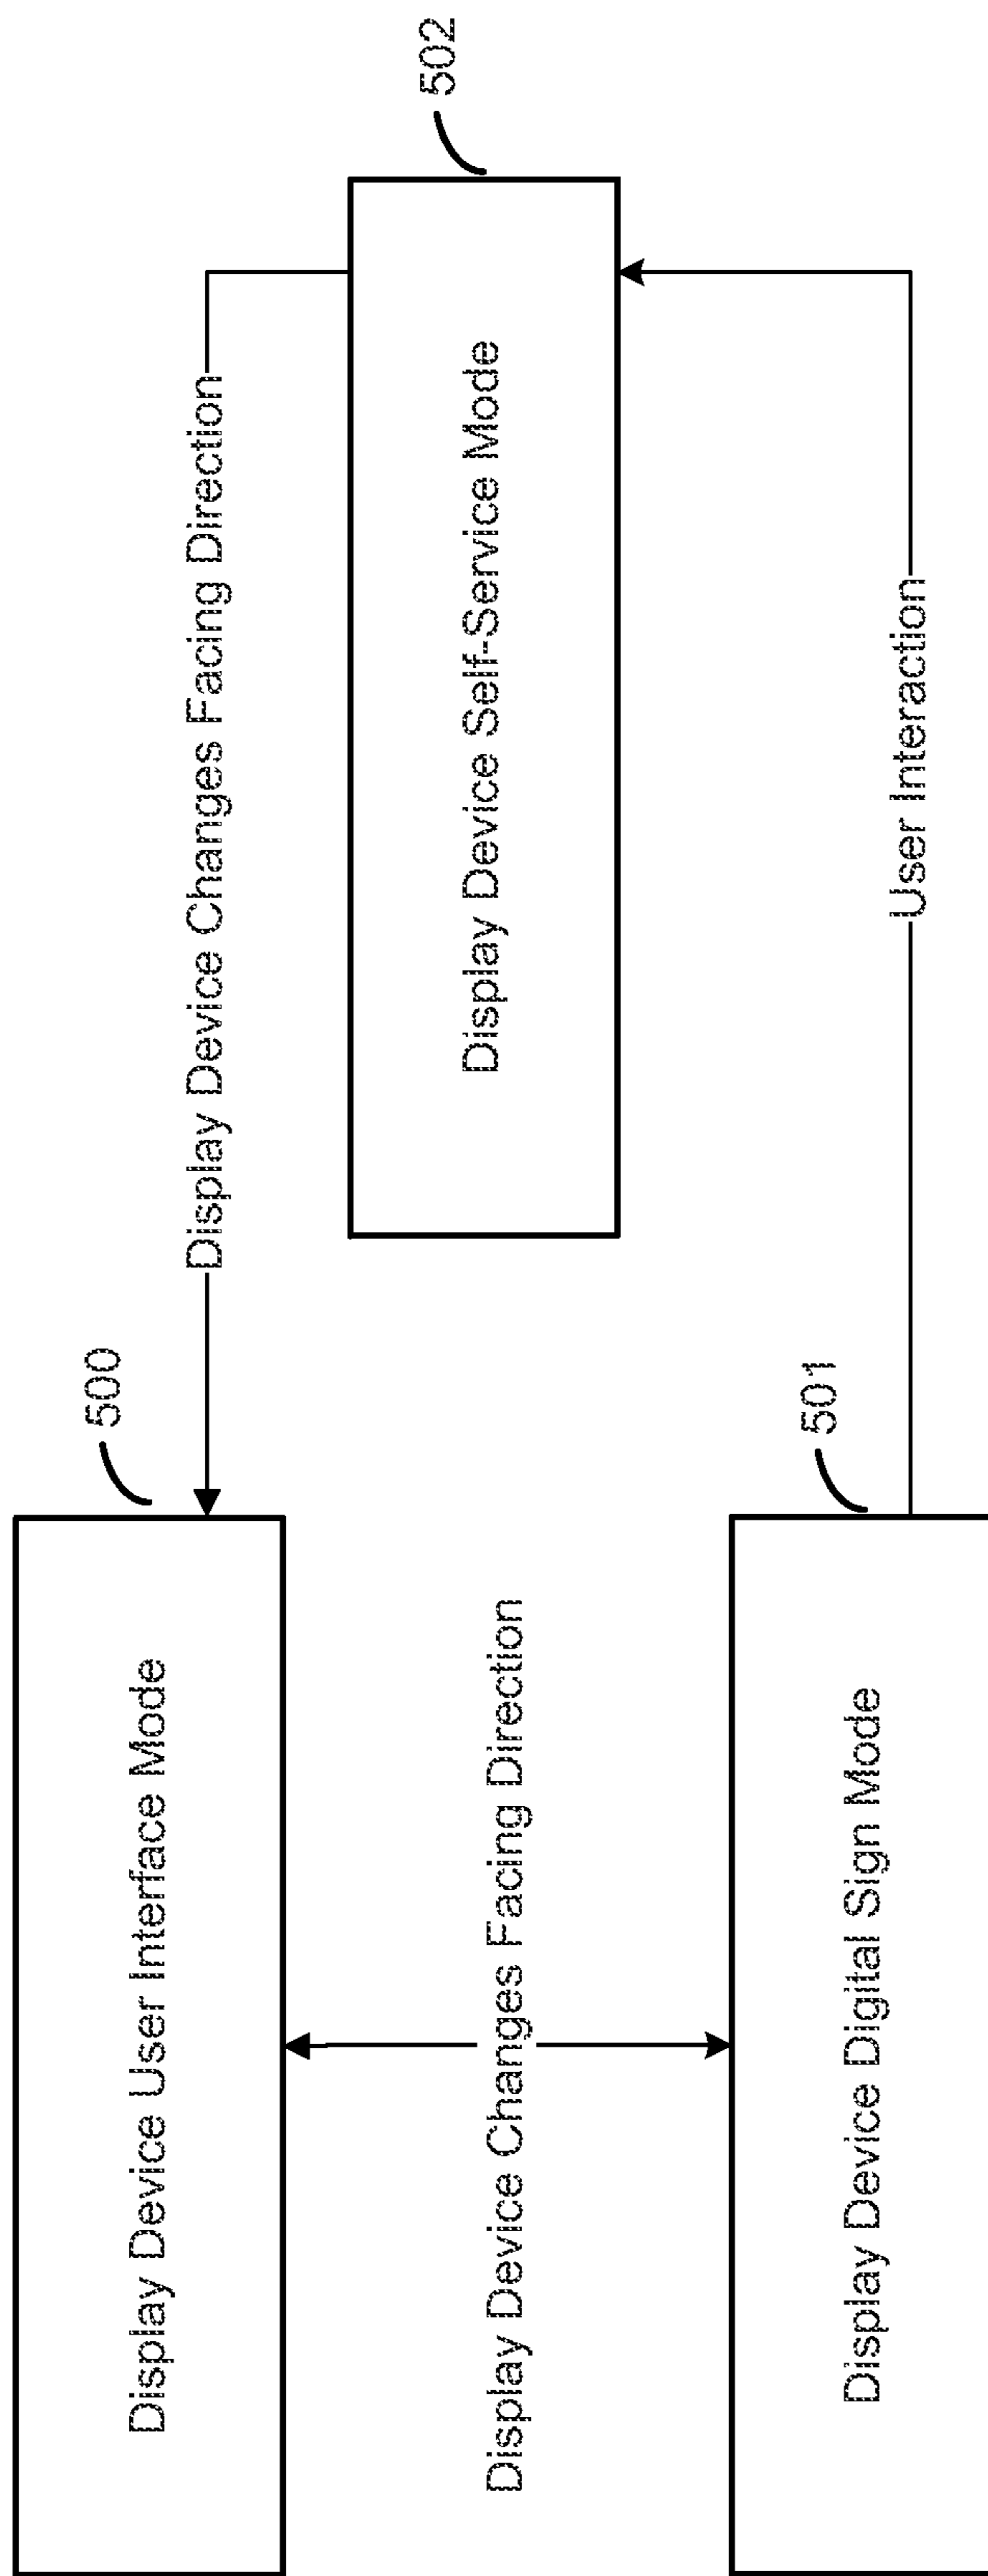 500
Display Device User Interface Mode
Display Device Changes Facing Direction
502
Display Device Self-Service Mode
Display Device Changes Facing Direction
501
Display Device Digital Sign Mode
User Interaction